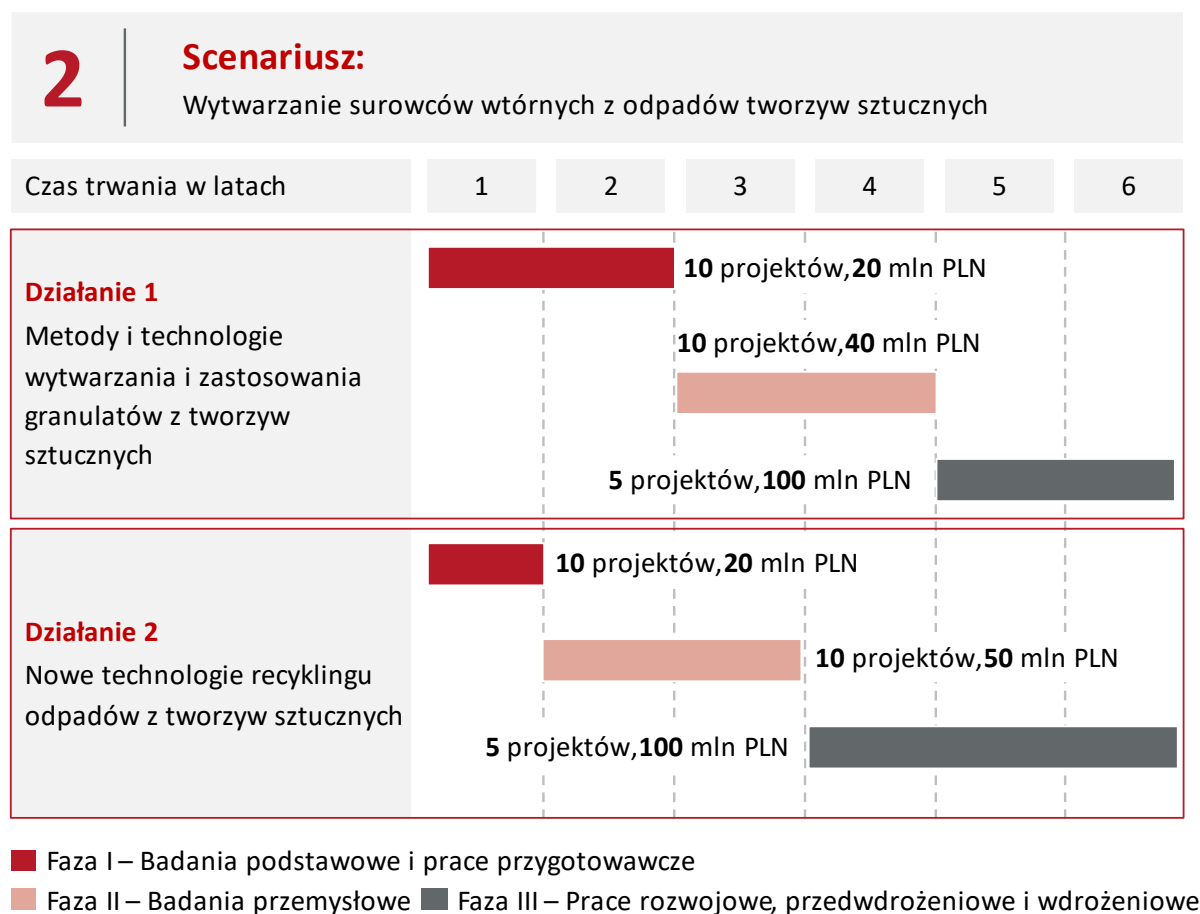 2
Scenariusz:
Wytwarzanie surowców wtórnych z odpadów tworzyw sztucznych
Czas trwania w latach 1 2 3 4 5 6
Działanie 1
Metody i technologie
wytwarzania i zastosowania
granulatów z tworzyw
sztucznych
10 projektów,20 mln PLN
10 projektów,40 mln PLN
5 projektów,100 mln PLN
Działanie 2
Nowe technologie recyklingu
odpadów z tworzyw sztucznych
10 projektów,20 mln PLN
10 projektów,50 mln PLN
5 projektów,100 mln PLN
Faza I – Badania podstawowe i prace przygotowawcze
Faza II – Badania przemysłowe Faza III – Prace rozwojowe, przedwdrożeniowe i wdrożeniowe